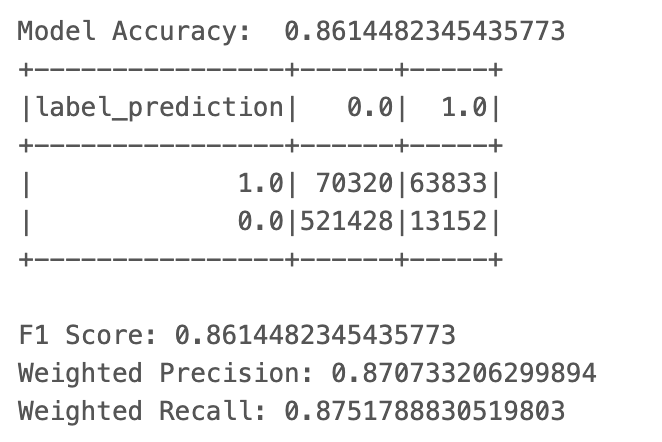 Model Accuracy:  0.8614482345435773
+----------------+------+-----+
|label_prediction|   0.0|  1.0|
+----------------+------+-----+
|             1.0| 70320|63833|
|             0.0|521428|13152|
+----------------+------+-----+
F1 Score: 0.8614482345435773
Weighted Precision: 0.870733206299894
Weighted Recall: 0.8751788830519803